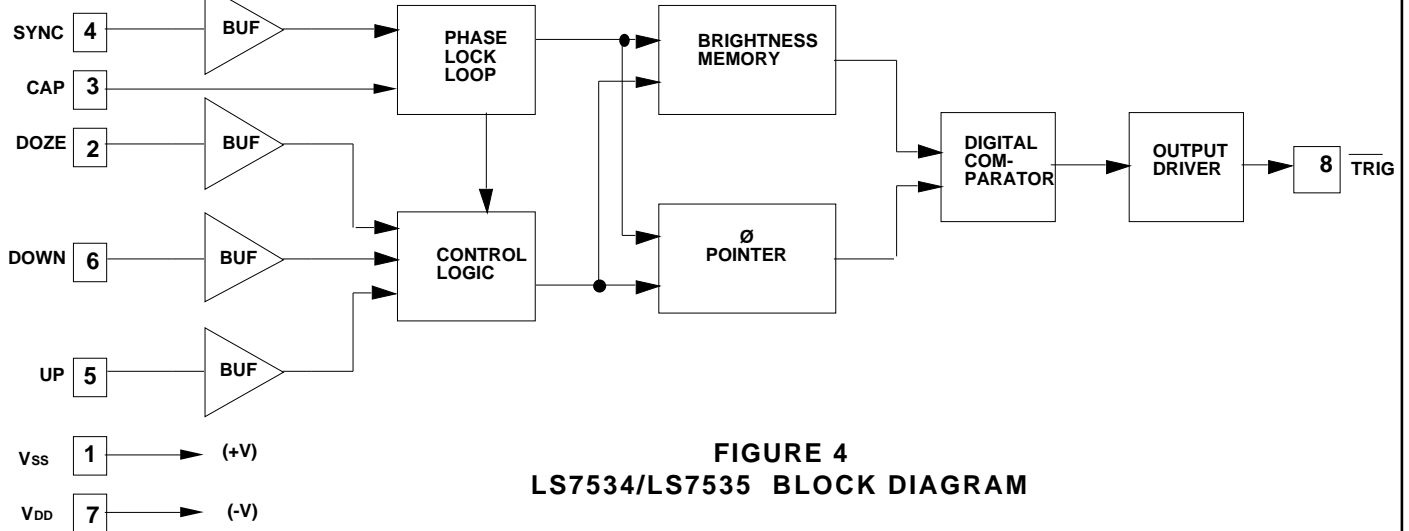 SYNC 4 BUF
CAP 3
DOZE 2 BUF
DOWN 6 BUF
UP 5 BUF
VSS 1 (+V)
VDD 7 (-V)
PHASE
LOCK
LOOP
CONTROL
LOGIC
BRIGHTNESS
MEMORY
Ø
POINTER
DIGITAL
COM-
PARATOR
OUTPUT
DRIVER
8 TRIG
FIGURE 4
LS7534/LS7535 BLOCK DIAGRAM